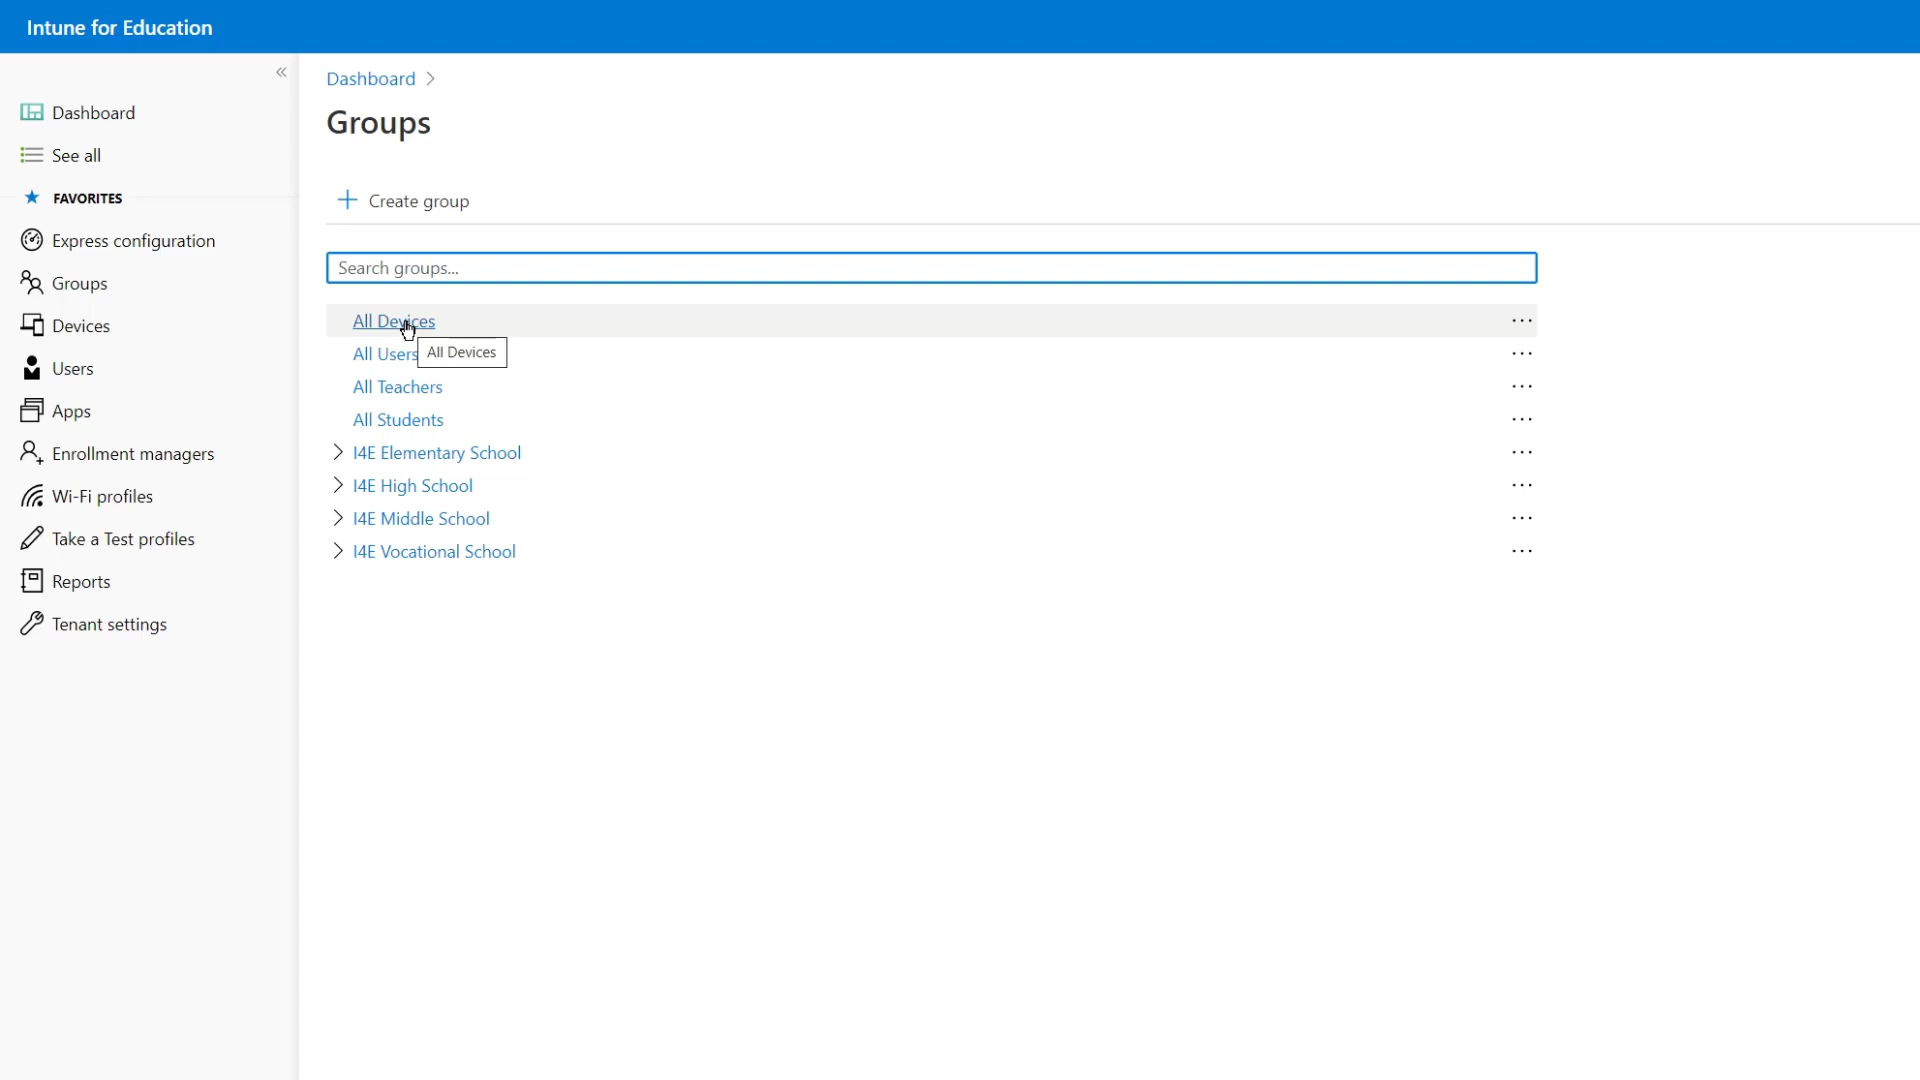 Intune for Education
Dashboard
See all
FAVORITES
Express configuration
Groups
Devices
Users
Apps
Enrollment managers
Wi-Fi profiles
Take a Test profiles
Reports
Tenant settings
Dashboard
Groups
Create group
Search groups...
All Devices
All Users
All Devices
All Teachers
All Students
I4E Elementary School
I4E High School
I4E Middle School
I4E Vocational School